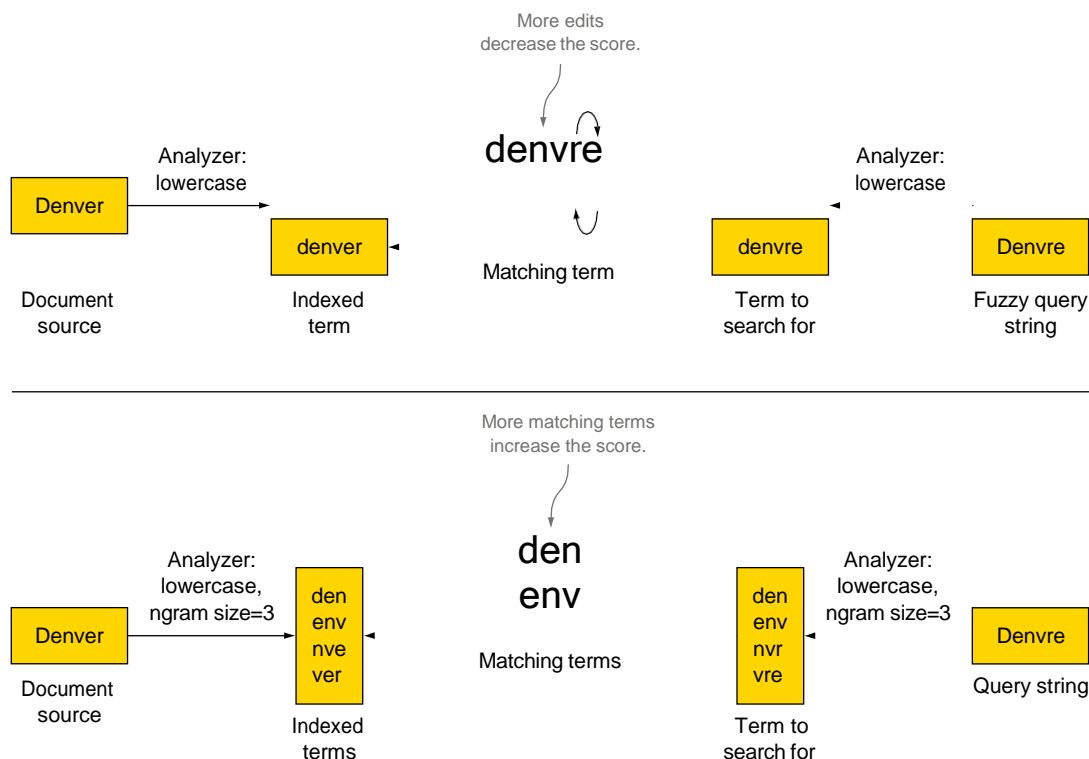 More edits
decrease the score.
denvre
Analyzer:
lowercase
Analyzer:
lowercase
Denver
denver
denvre
Denvre
Matching term
Document
source
Indexed
term
Term to
search for
Fuzzy query
string
More matching terms
increase the score.
den
env
Analyzer:
lowercase,
ngram size=3
Analyzer:
lowercase,
ngram size=3
Denver
den
env
nve
ver
Matching terms
den
env
nvr
vre
Denvre
Document
source
Indexed
terms
Term to
search for
Query string